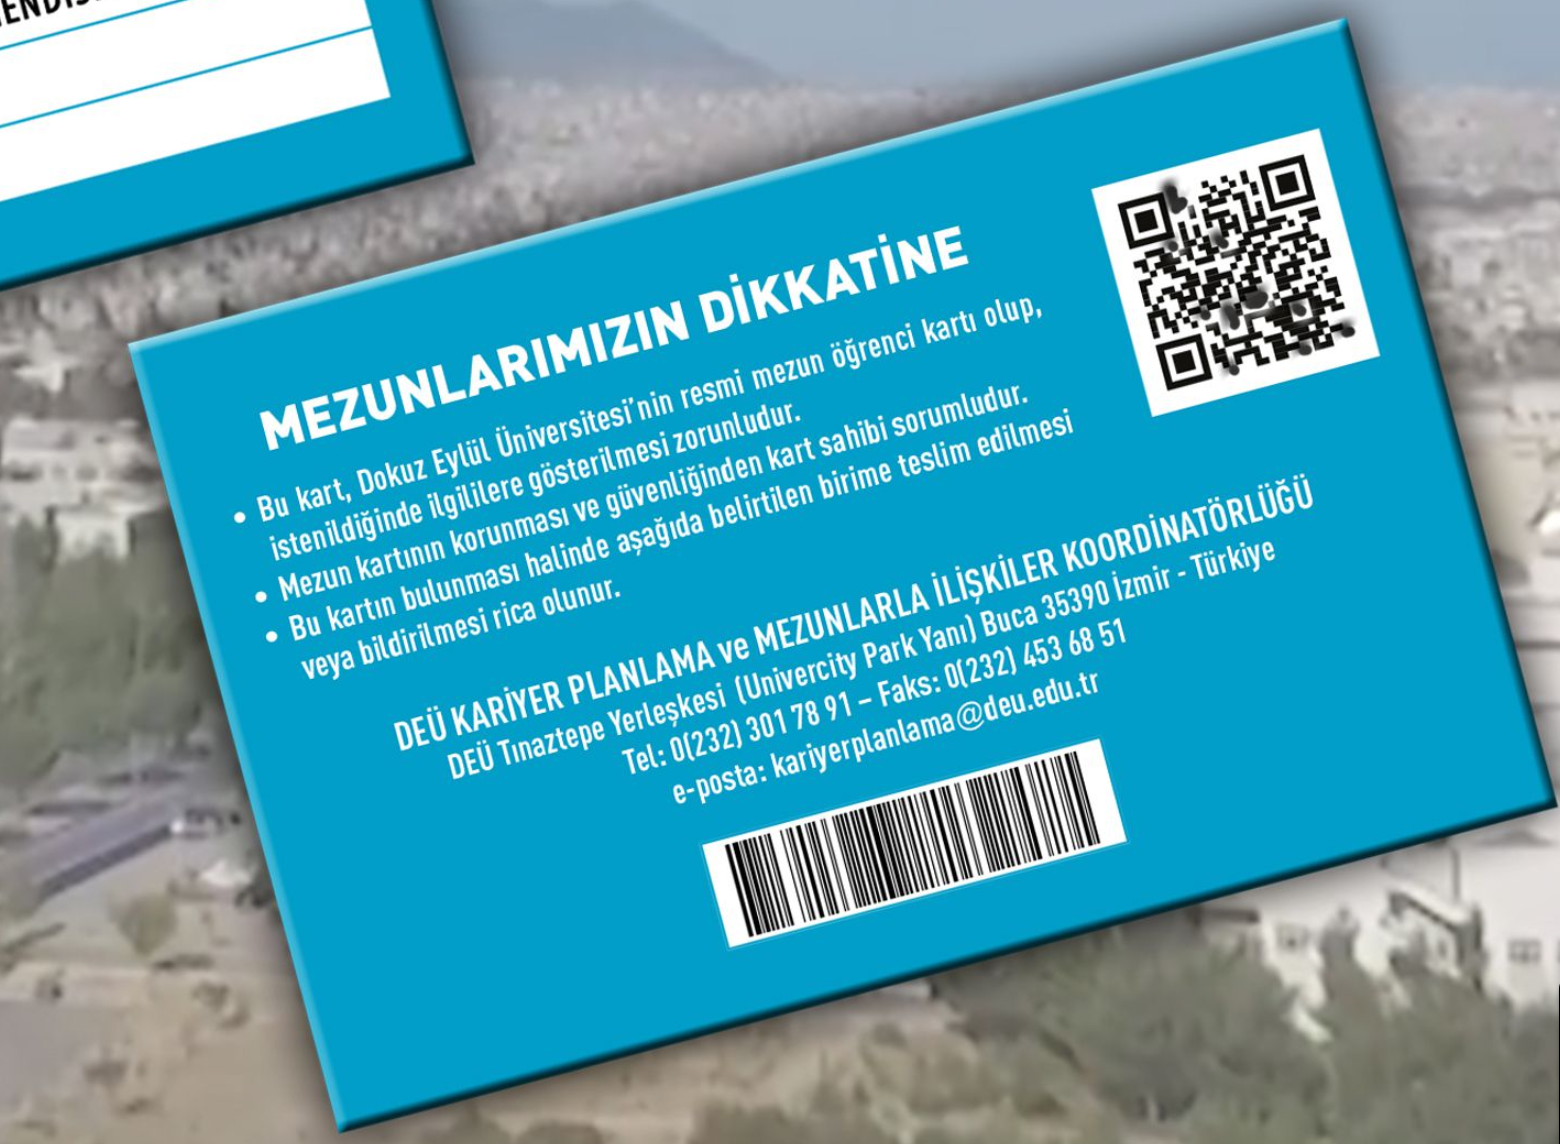 MEZUNLARIMIZIN DİKKATİNE
• Bu kart, Dokuz Eylül Üniversitesi'nin resmi mezun öğrenci kartı olup,
istenildiğinde ilgililere gösterilmesi zorunludur.
• Mezun kartının korunması ve güvenliğinden kart sahibi sorumludur.
• Bu kartın bulunması halinde aşağıda belirtilen birime teslim edilmesi
veya bildirilmesi rica olunur.
DEÜ KARİYER PLANLAMA ve MEZUNLARLA İLİŞKİLER KOORDİNATÖRLÜĞÜ
DEÜ Tınaztepe Yerleşkesi (Univercity Park Yanı) Buca 35390 İzmir - Türkiye
Tel: 0(232) 301 78 91 – Faks: 0(232) 453 68 51
e-posta: kariyerplanlama@deu.edu.tr